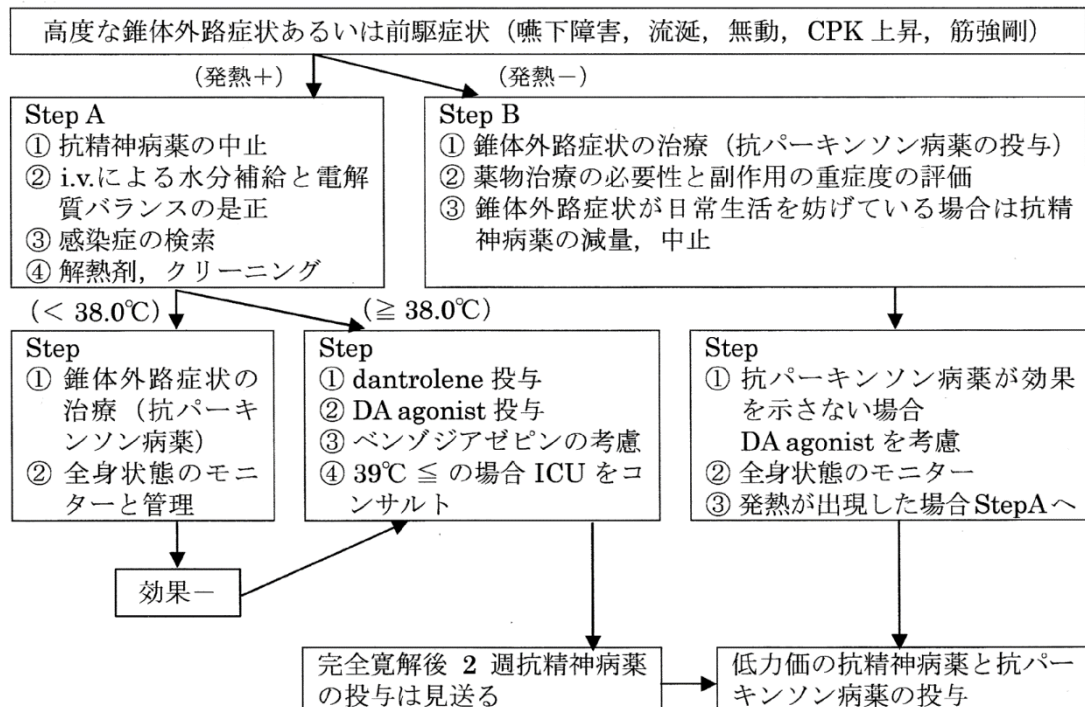 高度な錐体外路症状あるいは前駆症状（嚥下障害，流涎，無動，CPK 上昇，筋強剛）
（発熱＋）
（発熱－）
Step A
① 抗精神病薬の中止
② i.v.による水分補給と電解
質バランスの是正
③ 感染症の検索
④ 解熱剤，クリーニング
Step B
① 錐体外路症状の治療（抗パーキンソン病薬の投与）
② 薬物治療の必要性と副作用の重症度の評価
③ 錐体外路症状が日常生活を妨げている場合は抗精
神病薬の減量，中止
（＜ 38.0℃）
（≧ 38.0℃）
Step
① 錐体外路症状の
治療（抗パーキ
ンソン病薬）
② 全身状態のモニ
ターと管理
Step
① dantrolene 投与
② DA agonist 投与
③ ベンゾジアゼピンの考慮
④ 39℃ ≦ の場合 ICU をコ
ンサルト
Step
① 抗パーキンソン病薬が効果
を示さない場合
DA agonist を考慮
② 全身状態のモニター
③ 発熱が出現した場合 StepA へ
効果－
完全寛解後 2 週抗精神病薬
の投与は見送る
低力価の抗精神病薬と抗パー
キンソン病薬の投与